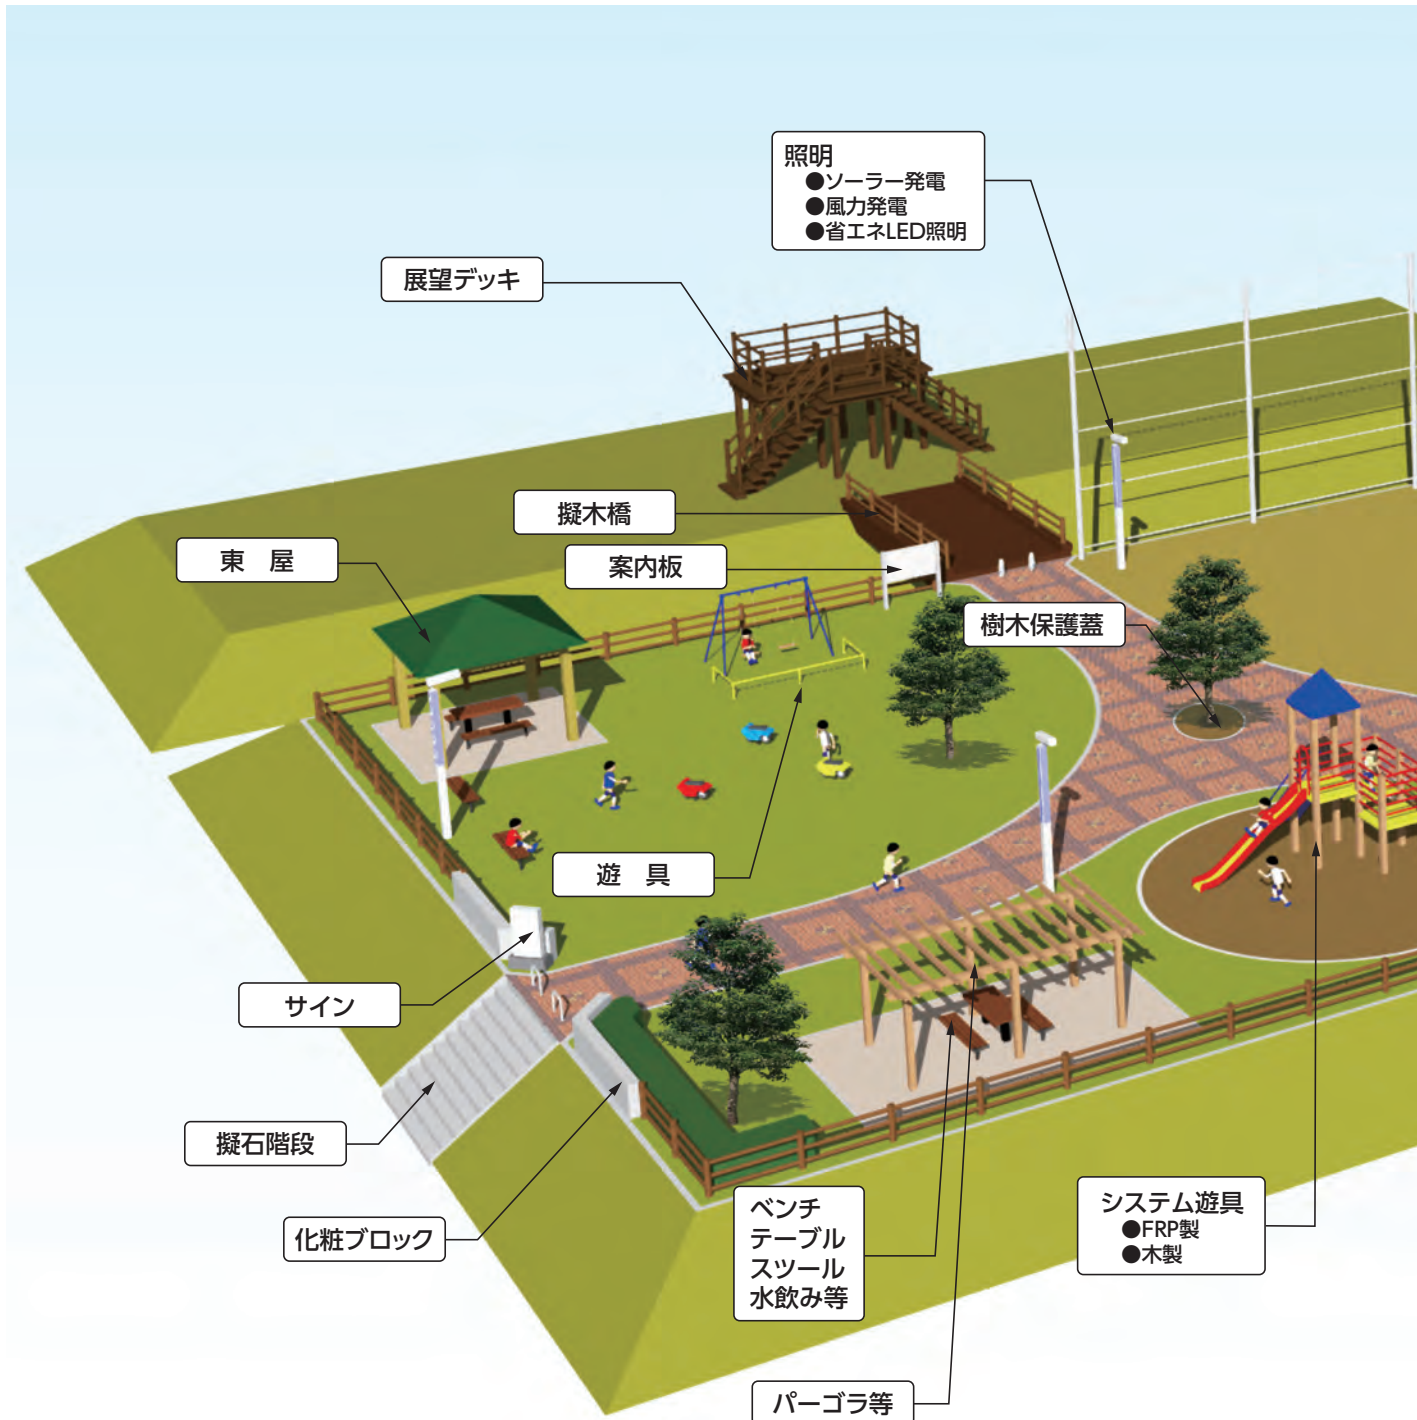 照明
●ソーラー発電
●風力発電
●省エネLED照明
展望デッキ
擬木橋
東　屋
案内板
樹木保護蓋
遊　具
サイン
擬石階段
化粧ブロック
ベンチ
テーブル
スツール
水飲み等
システム遊具
●FRP製
●木製
パーゴラ等